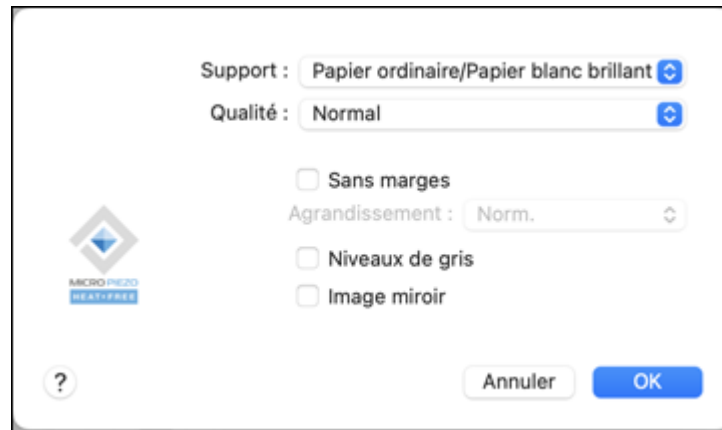 Support : Papier ordinaire/Papier blanc brillant
Qualité : Normal
Sans marges
Agrandissement : Norm.
Niveaux de gris
MICRO PIEZO
HEAT-FREE
Image miroir
? Annuler OK